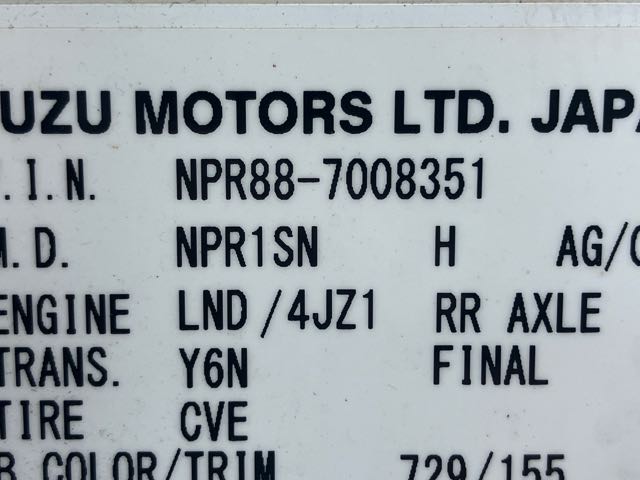 UZU MOTORS LTD. JAPA
.I.N. NPR88-7008351
M.D. NPR1SN H AG/C
ENGINE LND/4JZ1 RR AXLE
TRANS. Y6N FINAL
TIRE CVE
B COLOR/TRIM 729/155